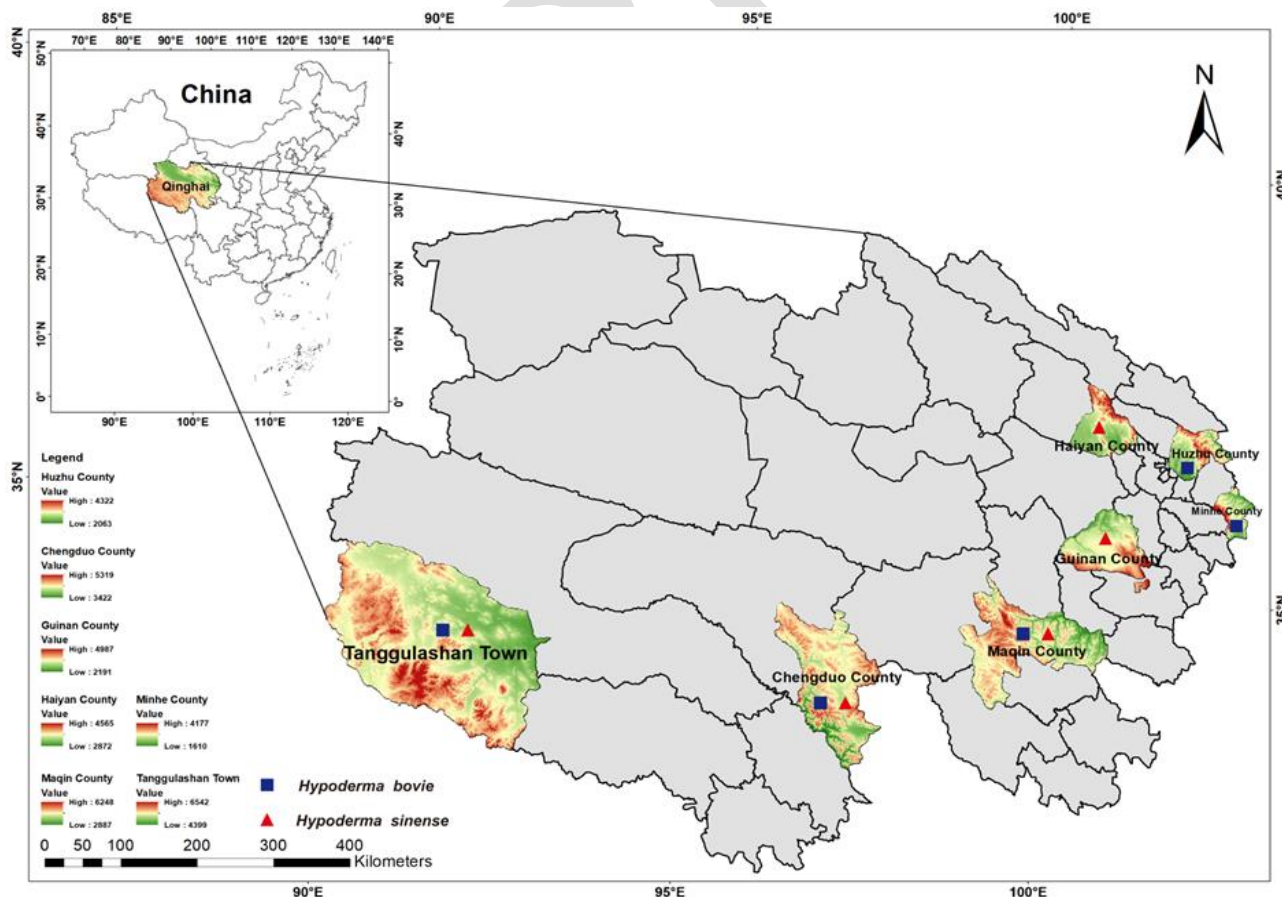 85°E 90°E 95°E 100°E
70°E 80°E 90°E 100°E 110°E 120°E 130°E 140°E
40°N
50°N
40°N
30°N
20°N
10°N
0°
China
Qinghai
40°N
30°N
20°N
10°N
0°
90°E 100°E 110°E 120°E
N
40°N
35°N
35°N
Haiyan County
Huzhu County
Minhe County
Guinan County
Maqin County
Tanggulashan Town
Chengduo County
Legend
Huzhu County
Value
High : 4322
Low : 2063
Chengduo County
Value
High : 5319
Low : 3422
Guinan County
Value
High : 4987
Low : 2191
Haiyan County
Value
High : 4565
Low : 2872
Minhe County
Value
High : 4177
Low : 1610
Maqin County
Value
High : 6248
Low : 2887
Tanggulashan Town
Value
High : 6542
Low : 4399
Hypoderma bovie
Hypoderma sinense
0 50 100 200 300 400
Kilometers
90°E 95°E 100°E